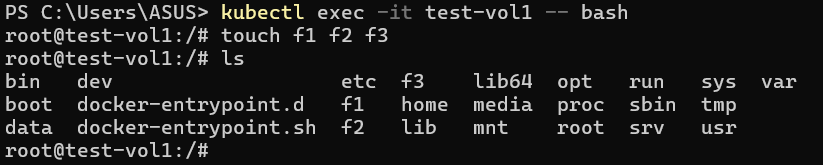 PS C:\Users\ASUS> kubectl exec -it test-vol1 -- bash
root@test-vol1:/# touch f1 f2 f3
root@test-vol1:/# ls
bin   dev                   etc  f3    lib64  opt   run   sys  var
boot  docker-entrypoint.d   f1   home  media  proc  sbin  tmp
data  docker-entrypoint.sh  f2   lib   mnt    root  srv   usr
root@test-vol1:/#